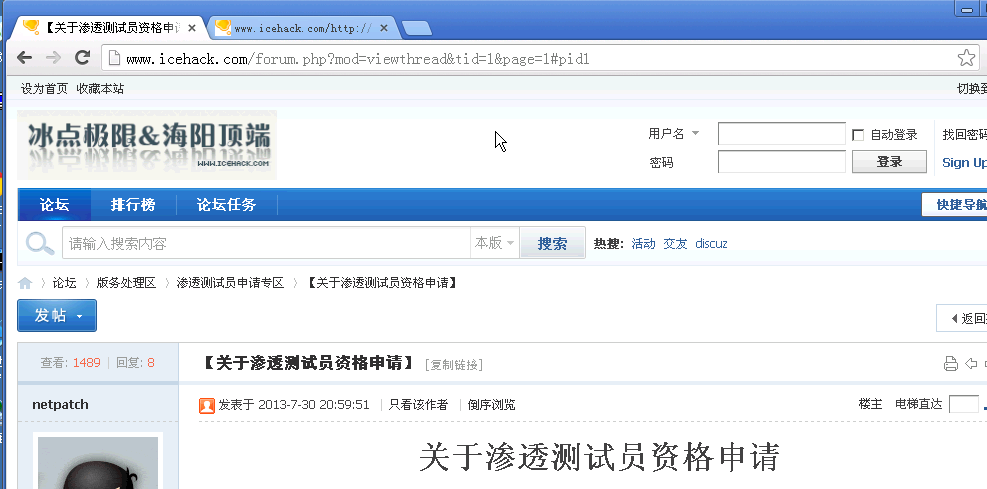 【关于渗透测试员资格申
www.icehack.com/http://
www.icehack.com/forum.php?mod=viewthread&tid=1&page=1#pid1
设为首页 收藏本站 切换到
冰点极限&海阳顶端
WWW.ICEHACK.COM
用户名 自动登录 找回密码
密码 登录 Sign Up
论坛 排行榜 论坛任务 快捷导航
请输入搜索内容 本版 搜索 热搜: 活动 交友 discuz
论坛 › 版务处理区 › 渗透测试员申请专区 › 【关于渗透测试员资格申请】
发帖 返回
查看: 1489 | 回复: 8 【关于渗透测试员资格申请】 [复制链接]
netpatch 发表于 2013-7-30 20:59:51 | 只看该作者 | 倒序浏览 楼主 电梯直达
关于渗透测试员资格申请